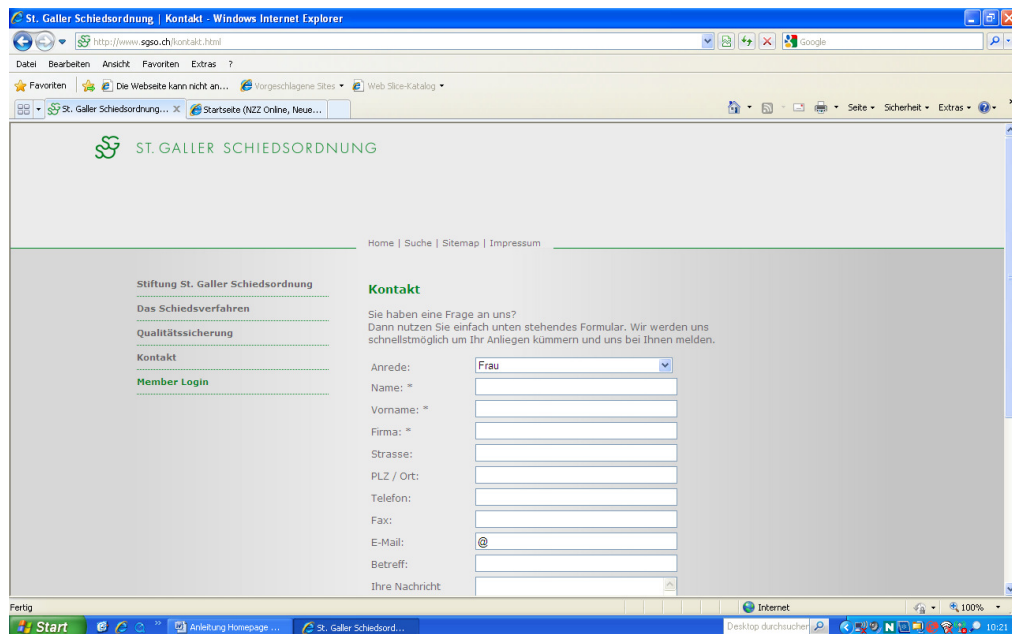 St. Galler Schiedsordnung | Kontakt - Windows Internet Explorer
http://www.sgso.ch/kontakt.html
Google
Datei Bearbeiten Ansicht Favoriten Extras ?
Favoriten Die Webseite kann nicht an... Vorgeschlagene Sites Web Slice-Katalog
St. Galler Schiedsordnung... X Startseite (NZZ Online, Neue... Seite Sicherheit Extras
ST. GALLER SCHIEDSORDNUNG
Home | Suche | Sitemap | Impressum
Stiftung St. Galler Schiedsordnung
Das Schiedsverfahren
Qualitätssicherung
Kontakt
Member Login
Kontakt
Sie haben eine Frage an uns?
Dann nutzen Sie einfach unten stehendes Formular. Wir werden uns
schnellstmöglich um Ihr Anliegen kümmern und uns bei Ihnen melden.
Anrede: Frau
Name: *
Vorname: *
Firma: *
Strasse:
PLZ / Ort:
Telefon:
Fax:
E-Mail: @
Betreff:
Ihre Nachricht
Fertig Internet 100%
Start Anleitung Homepage ... St. Galler Schiedsord... Desktop durchsuchen 10:21